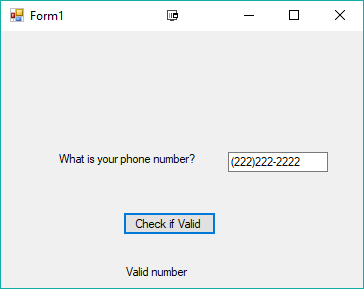 Form1
What is your phone number?
(222)222-2222
Check if Valid
Valid number